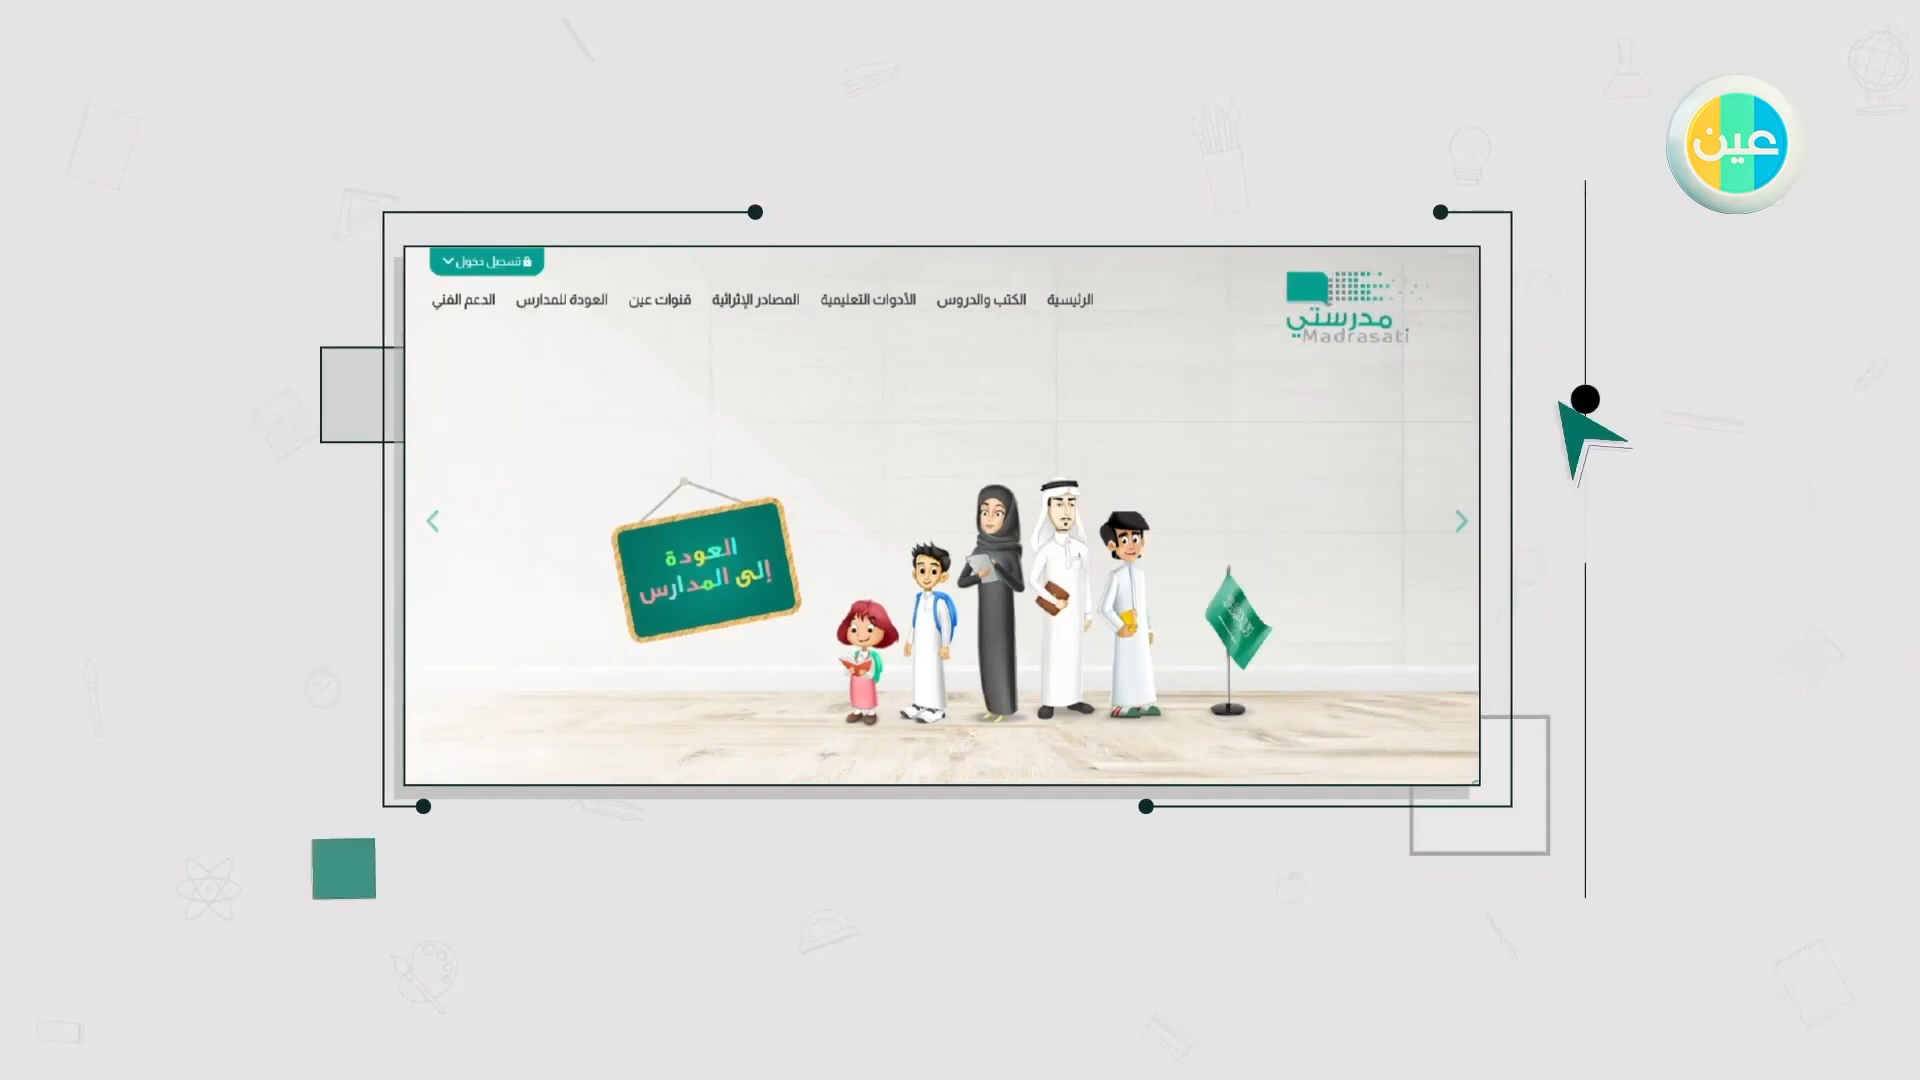 عين
تسجيل دخول
الرئيسية
الكتب والدروس
الأدوات التعليمية
المصادر الإثرائية
قنوات عين
العودة للمدارس
الدعم الفني
مدرستي
Madrasati
العودة
إلى المدارس